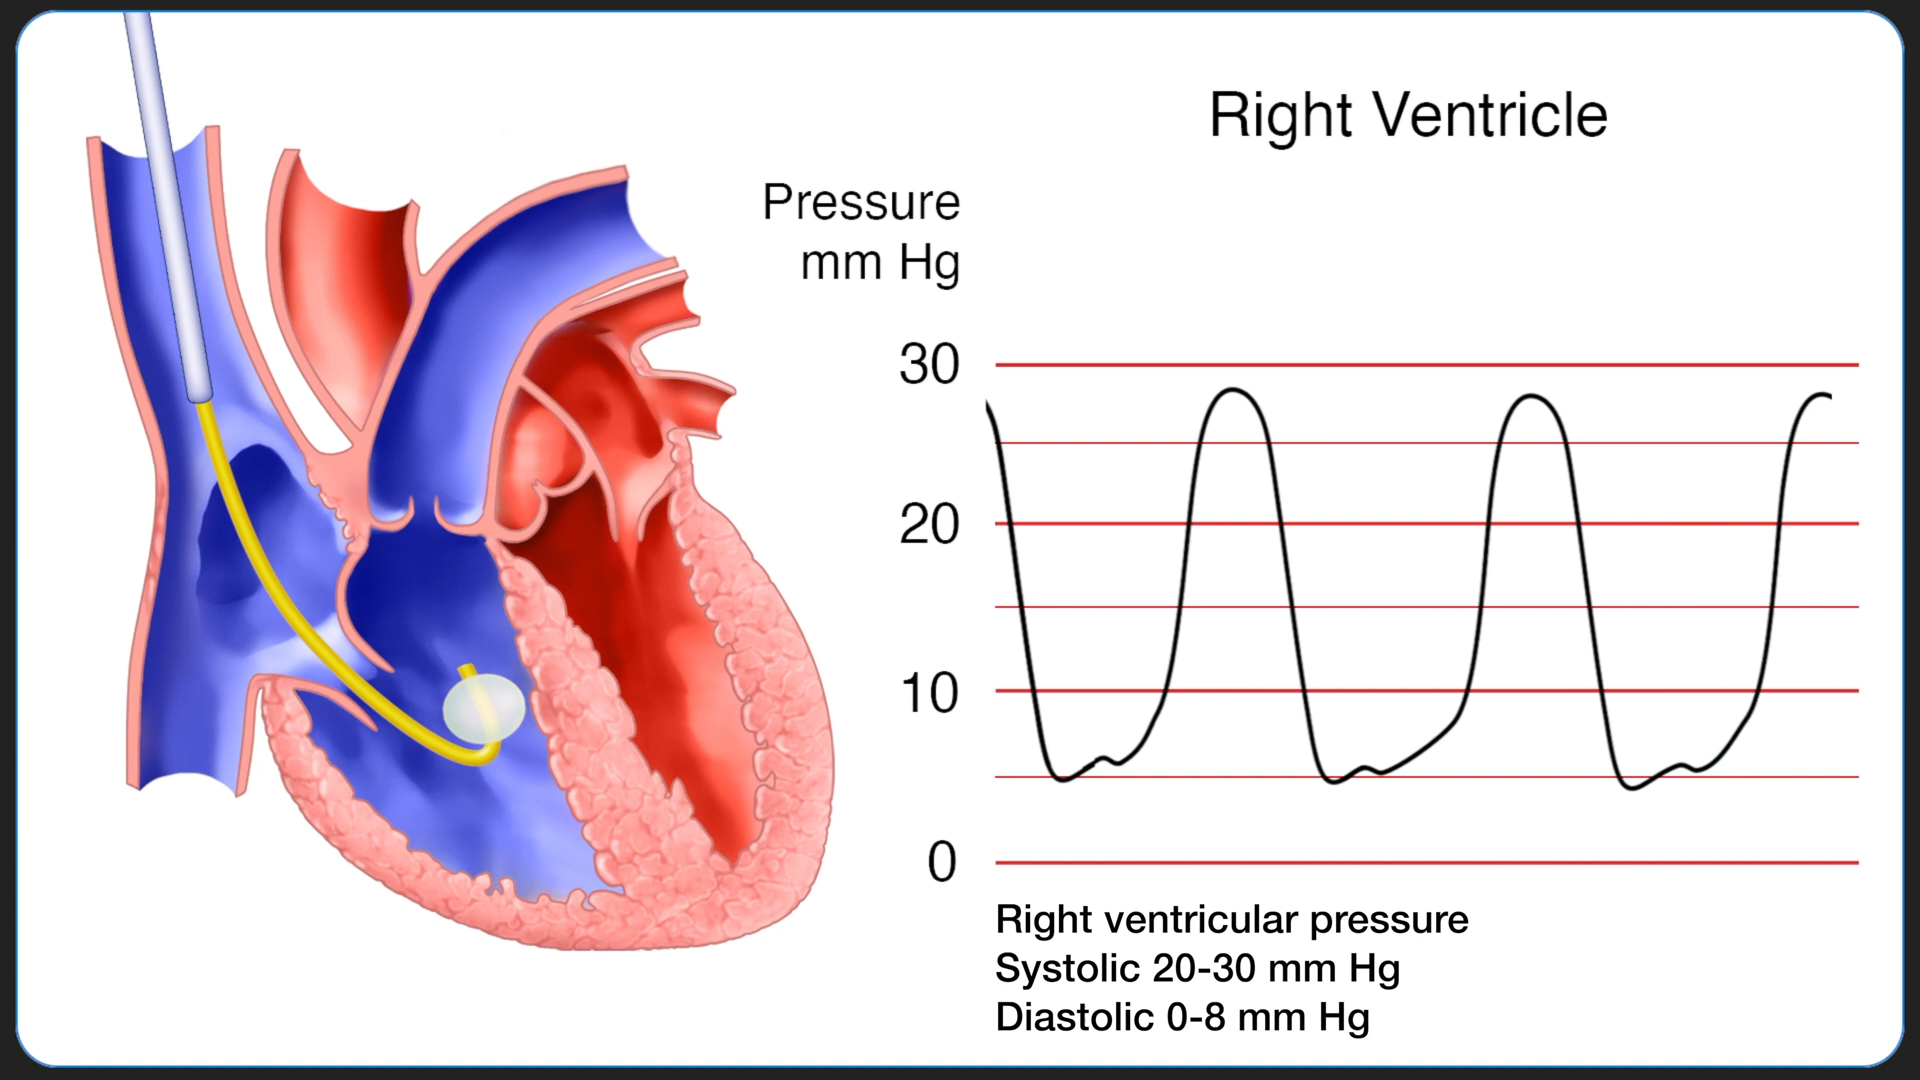 Right Ventricle
Pressure
mm Hg
30
20
10
0
Right ventricular pressure
Systolic 20-30 mm Hg
Diastolic 0-8 mm Hg